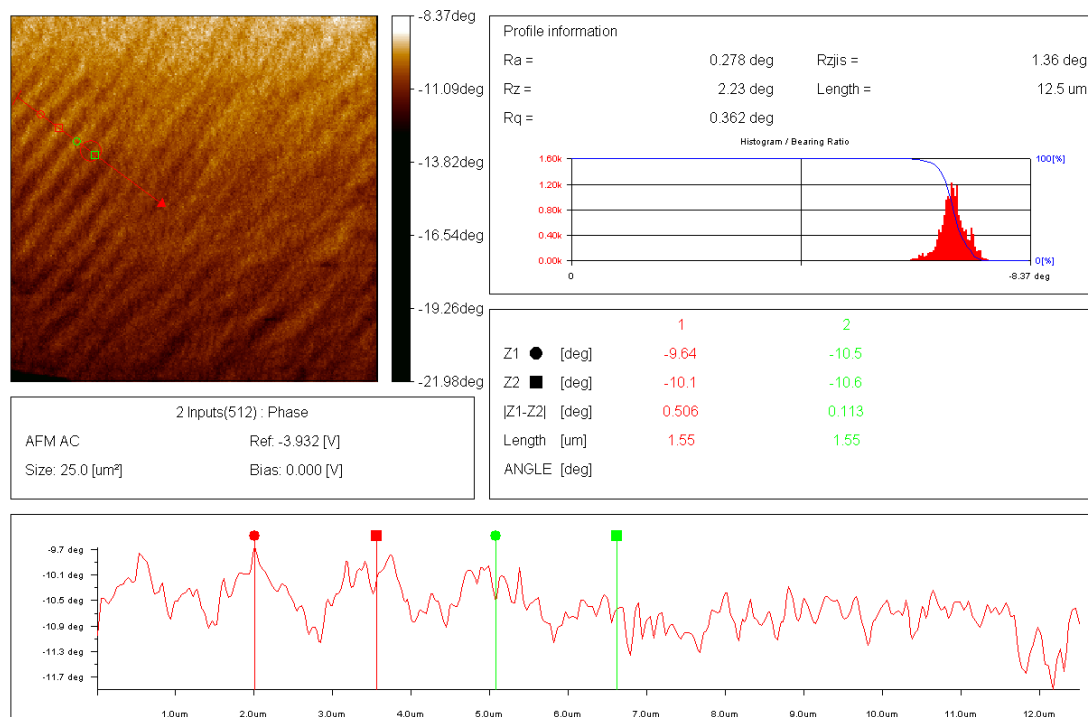 -8.37deg
-11.09deg
-13.82deg
-16.54deg
-19.26deg
-21.98deg
2 Inputs(512) : Phase
AFM AC Ref: -3.932 [V]
Size: 25.0 [um²] Bias: 0.000 [V]
Profile information
Ra = 0.278 deg Rzjis = 1.36 deg
Rz = 2.23 deg Length = 12.5 um
Rq = 0.362 deg
Histogram / Bearing Ratio
1.60k 100[%]
1.20k
0.80k
0.40k
0.00k 0[%]
0 -8.37 deg
1 2
Z1 [deg] -9.64 -10.5
Z2 [deg] -10.1 -10.6
|Z1-Z2| [deg] 0.506 0.113
Length [um] 1.55 1.55
ANGLE [deg]
-9.7 deg
-10.1 deg
-10.5 deg
-10.9 deg
-11.3 deg
-11.7 deg
1.0um 2.0um 3.0um 4.0um 5.0um 6.0um 7.0um 8.0um 9.0um 10.0um 11.0um 12.0um